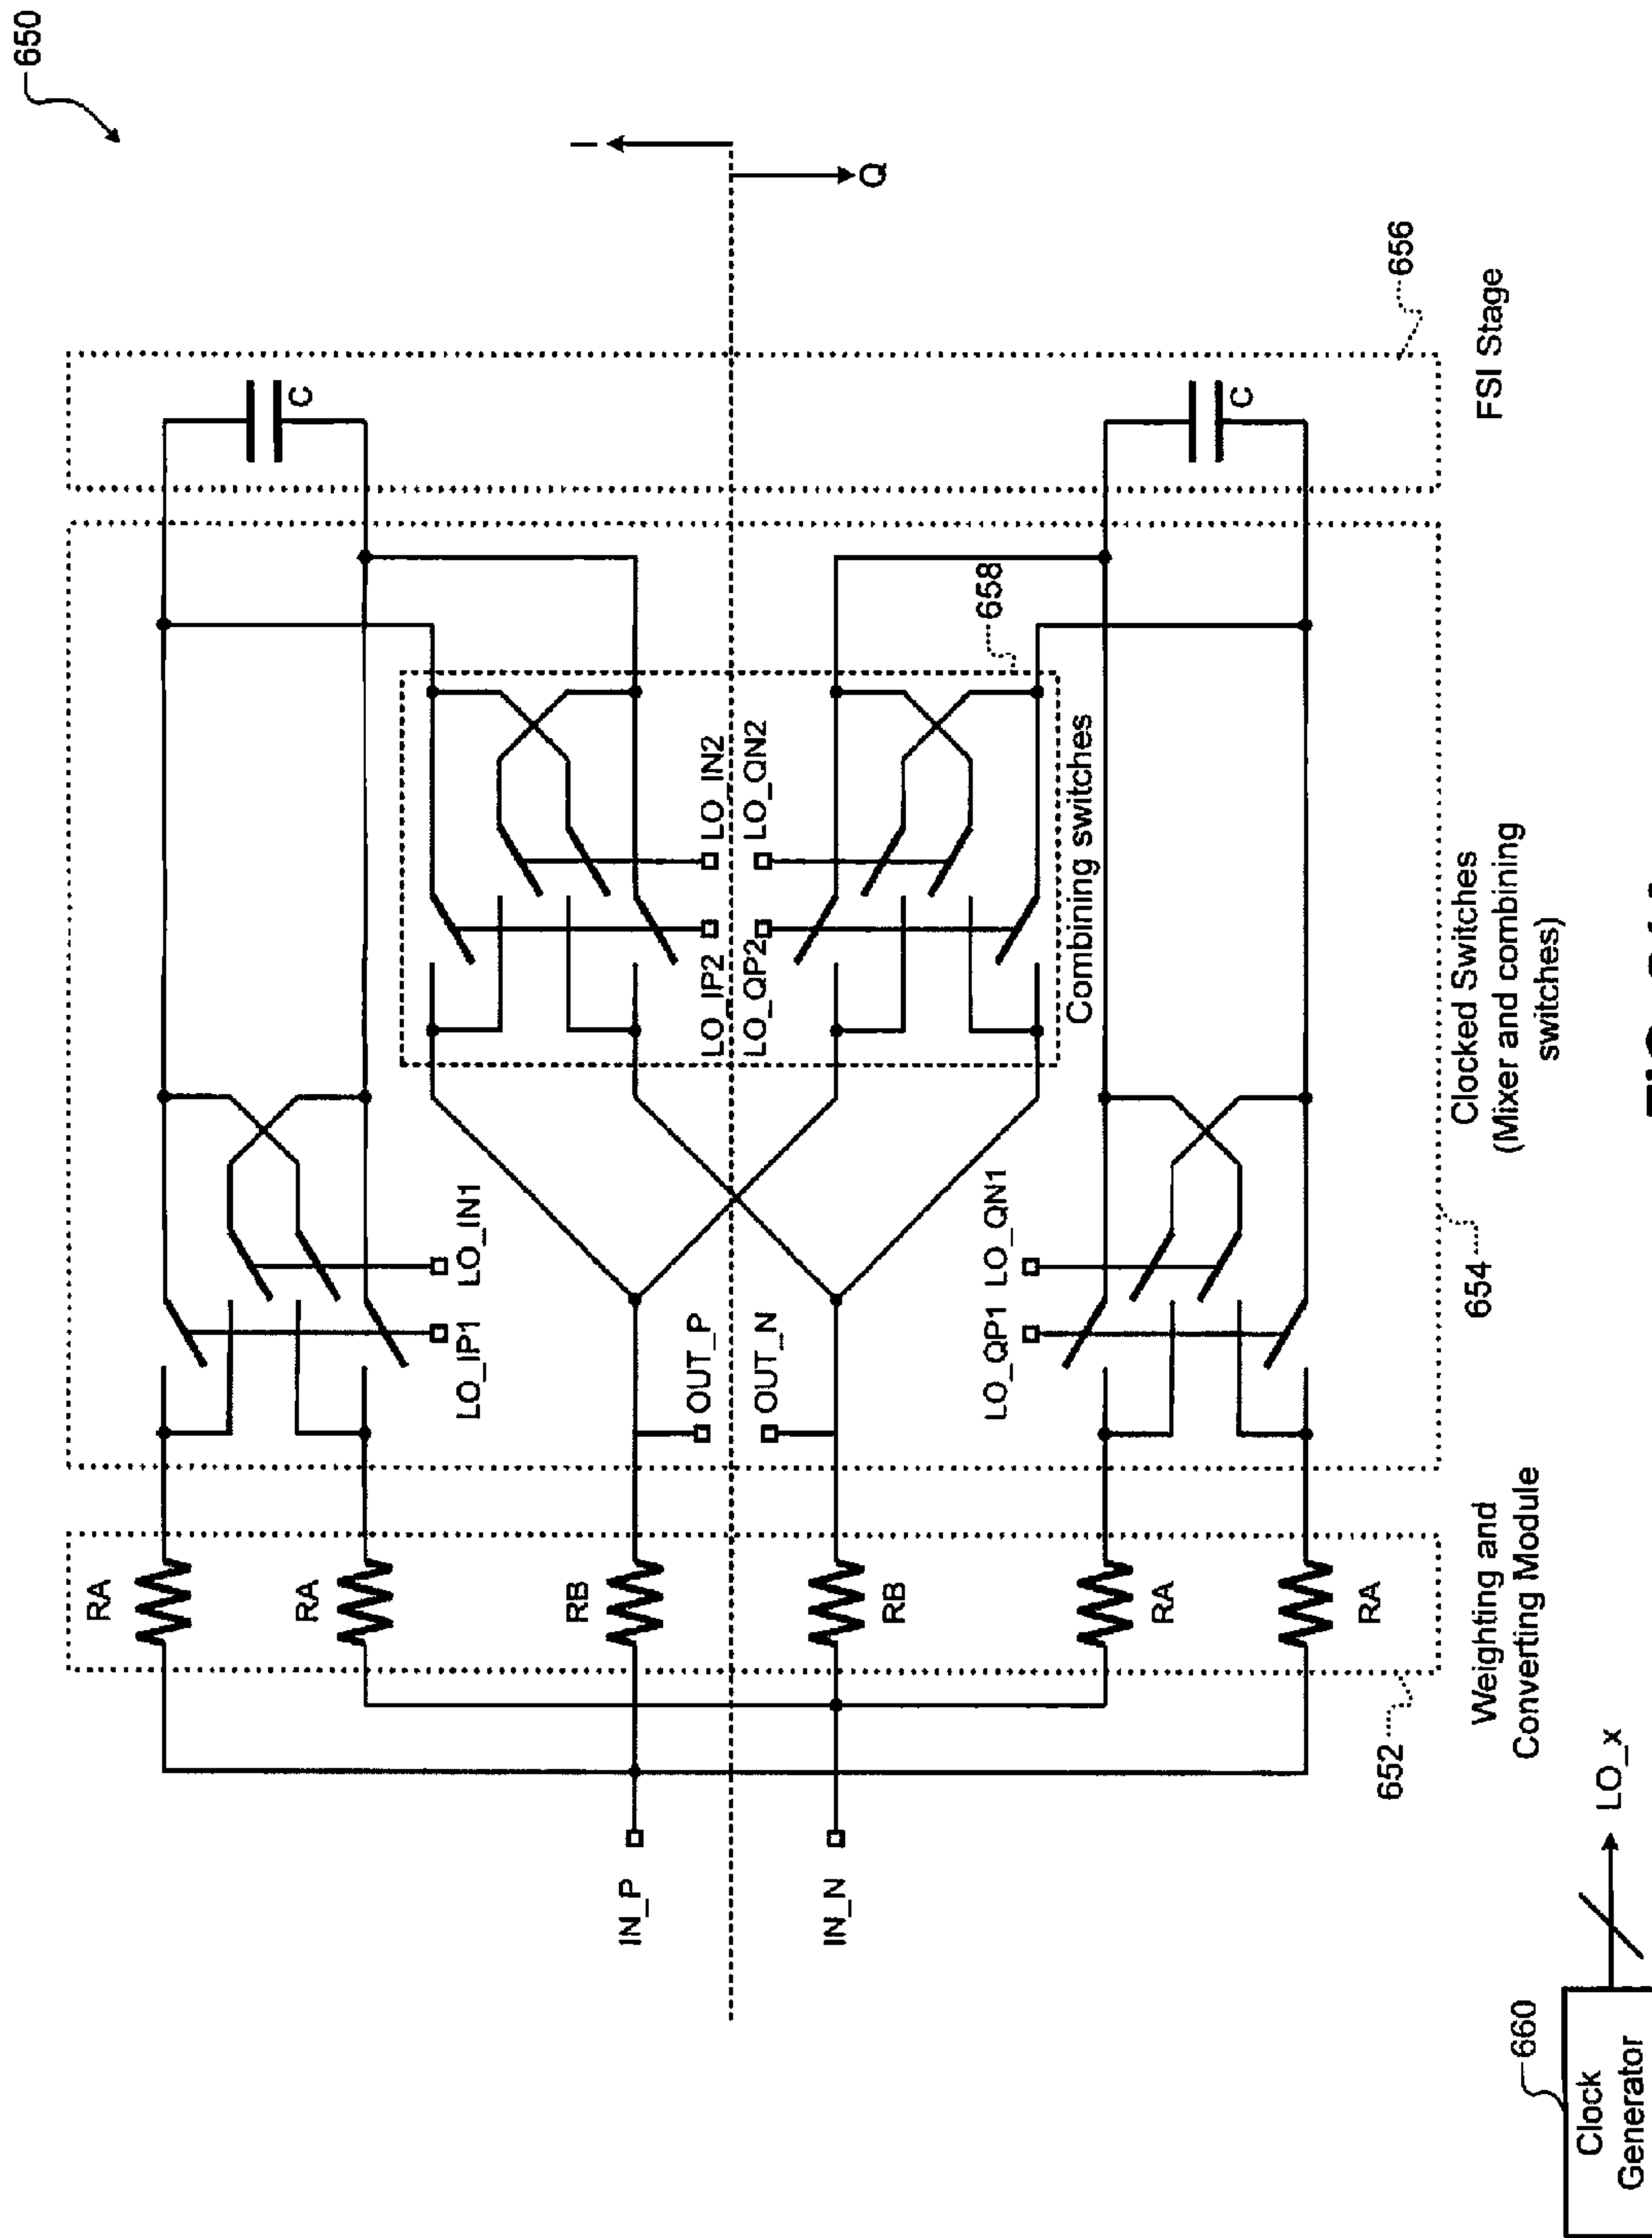 650
I
Q
656
FSI Stage
C
C
658
Combining switches
LO_IN2
LO_QN2
LO_IP2
LO_QP2
Clocked Switches
(Mixer and combining
switches)
654
LO_IN1
LO_IP1
LO_QN1
LO_QP1
OUT_P
OUT_N
RA
RA
RB
RB
RA
RA
Weighting and
Converting Module
652
IN_P
IN_N
LO_x
660
Clock
Generator